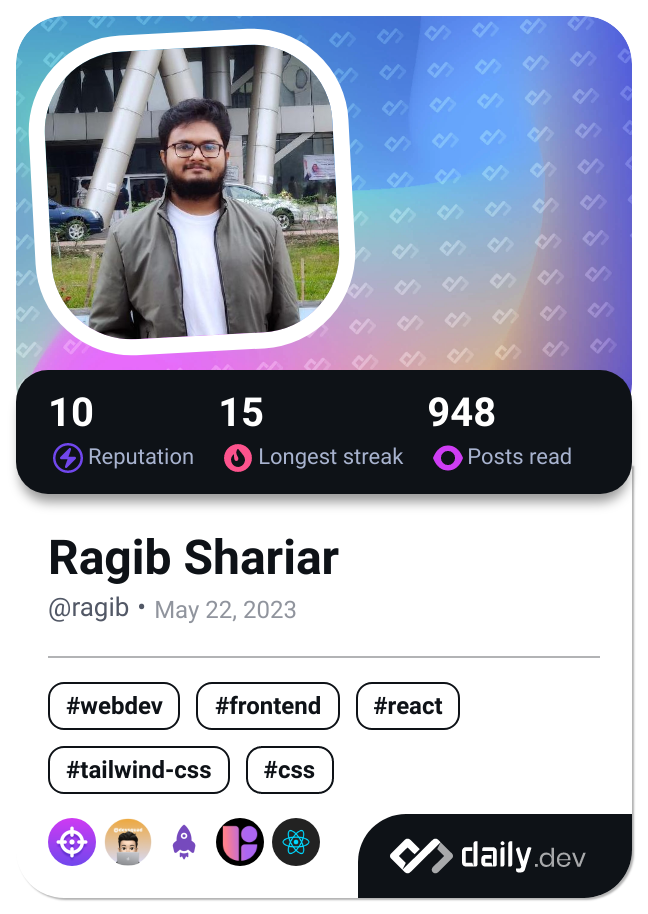 10 15 948
Reputation Longest streak Posts read
Ragib Shariar
@ragib • May 22, 2023
#webdev #frontend #react
#tailwind-css #css
daily.dev